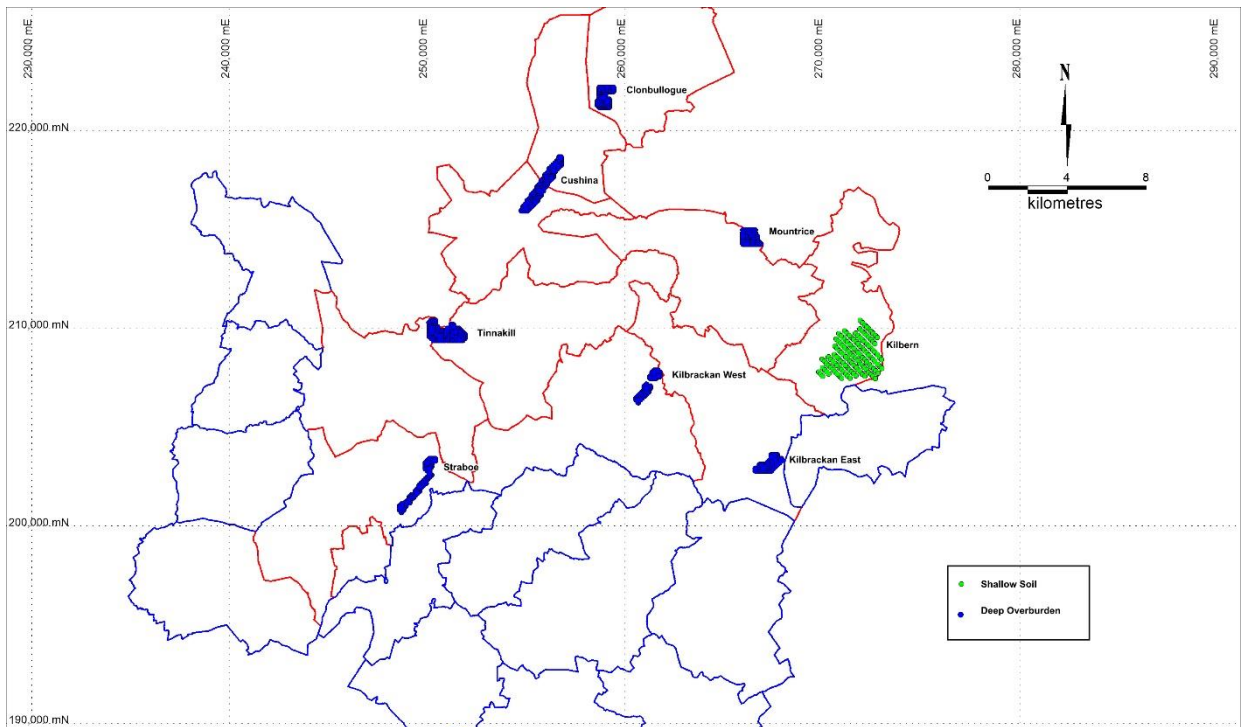 230,000 mE
240,000 mE
250,000 mE
260,000 mE
270,000 mE
280,000 mE
290,000 mE
Clonbullogue
N
220,000 mN
Cushina
0 4 8
kilometres
Mountrice
210,000 mN
Tinnakill
Kilbern
Kilbrackan West
Kilbrackan East
Straboe
200,000 mN
Shallow Soil
Deep Overburden
190,000 mN